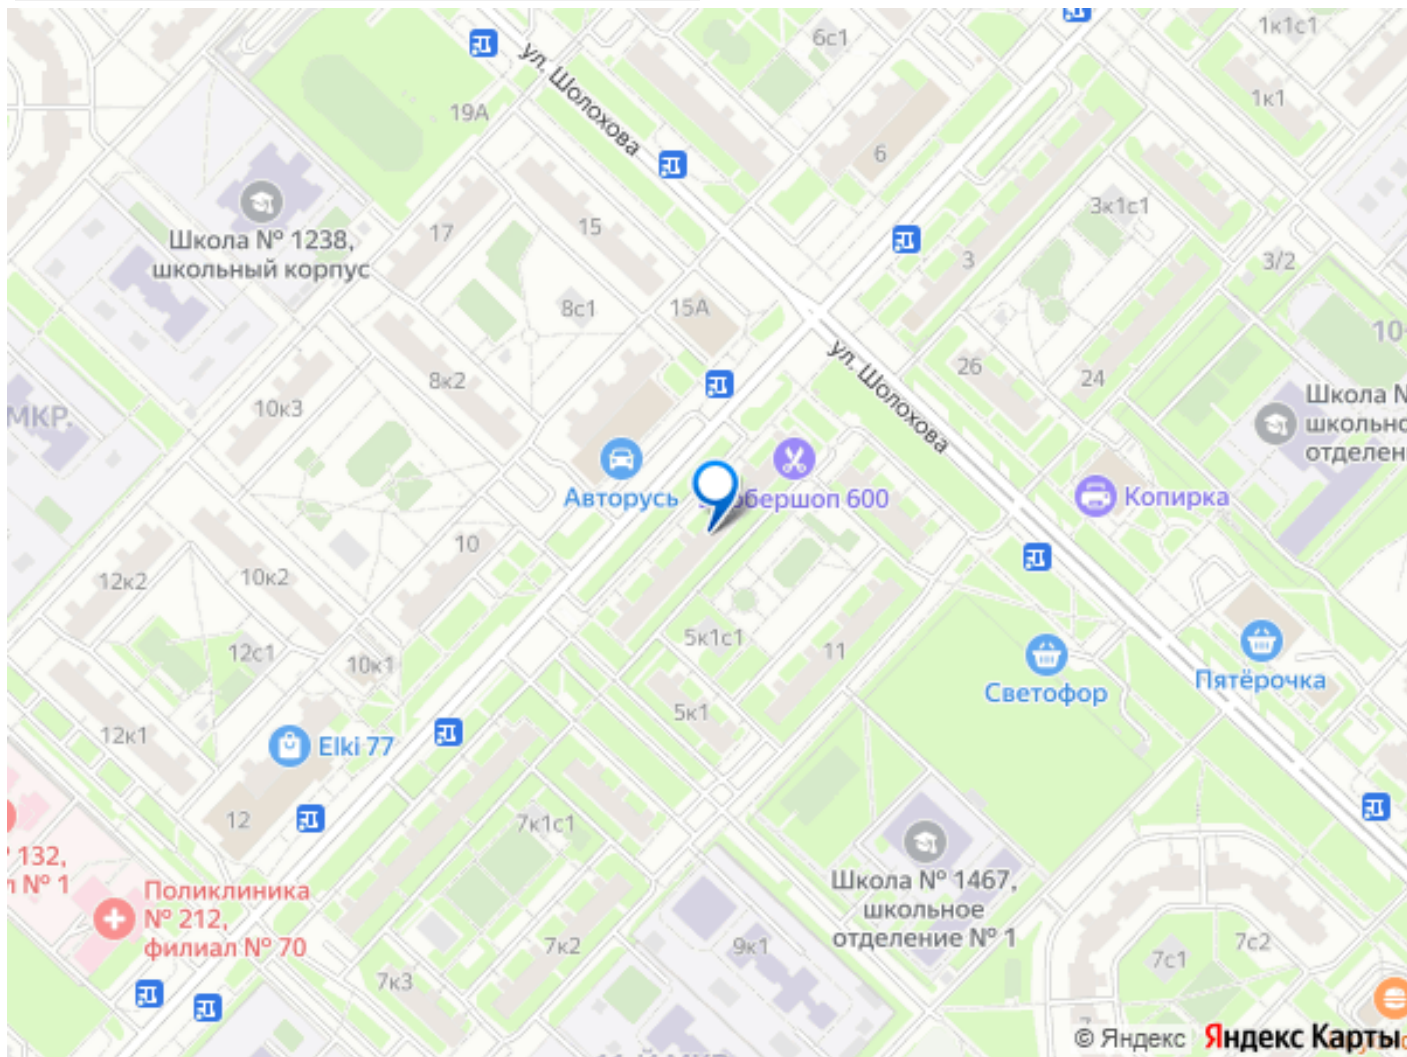 1к1с1
6с1
ул. Шолохова
1к1
19А
6
3к1с1
Школа № 1238,
школьный корпус
17
15
3
3/2
8с1
15А
10-
ул. Шолохова
26
24
8к2
10к3
МКР.
Школа №
школьно
отделен
Авторусь
обершоп 600
Копирка
10
12к2
10к2
12с1
10к1
5к1с1
11
Светофор
Пятёрочка
5к1
12к1
Elki 77
12
7к1с1
132,
№ 1
Поликлиника
№ 212,
филиал № 70
Школа № 1467,
школьное
отделение № 1
7к2
9к1
7с2
7с1
7к3
© Яндекс
Яндекс Карты